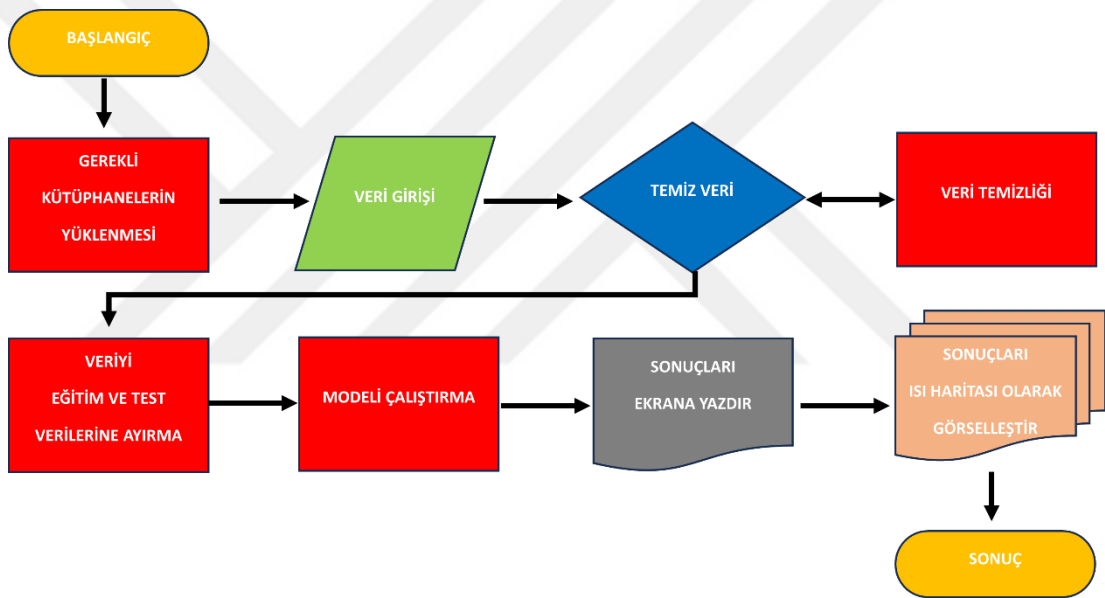 BAŞLANGIÇ
GEREKLİ
KÜTÜPHANELERİN
YÜKLENMESİ
VERİ GİRİŞİ
TEMİZ VERİ
VERİ TEMİZLİĞİ
VERİYİ
EĞİTİM VE TEST
VERİLERİNE AYIRMA
MODELİ ÇALIŞTIRMA
SONUÇLARI
EKRANA YAZDIR
SONUÇLARI
ISI HARİTASI OLARAK
GÖRSELLEŞTİR
SONUÇ